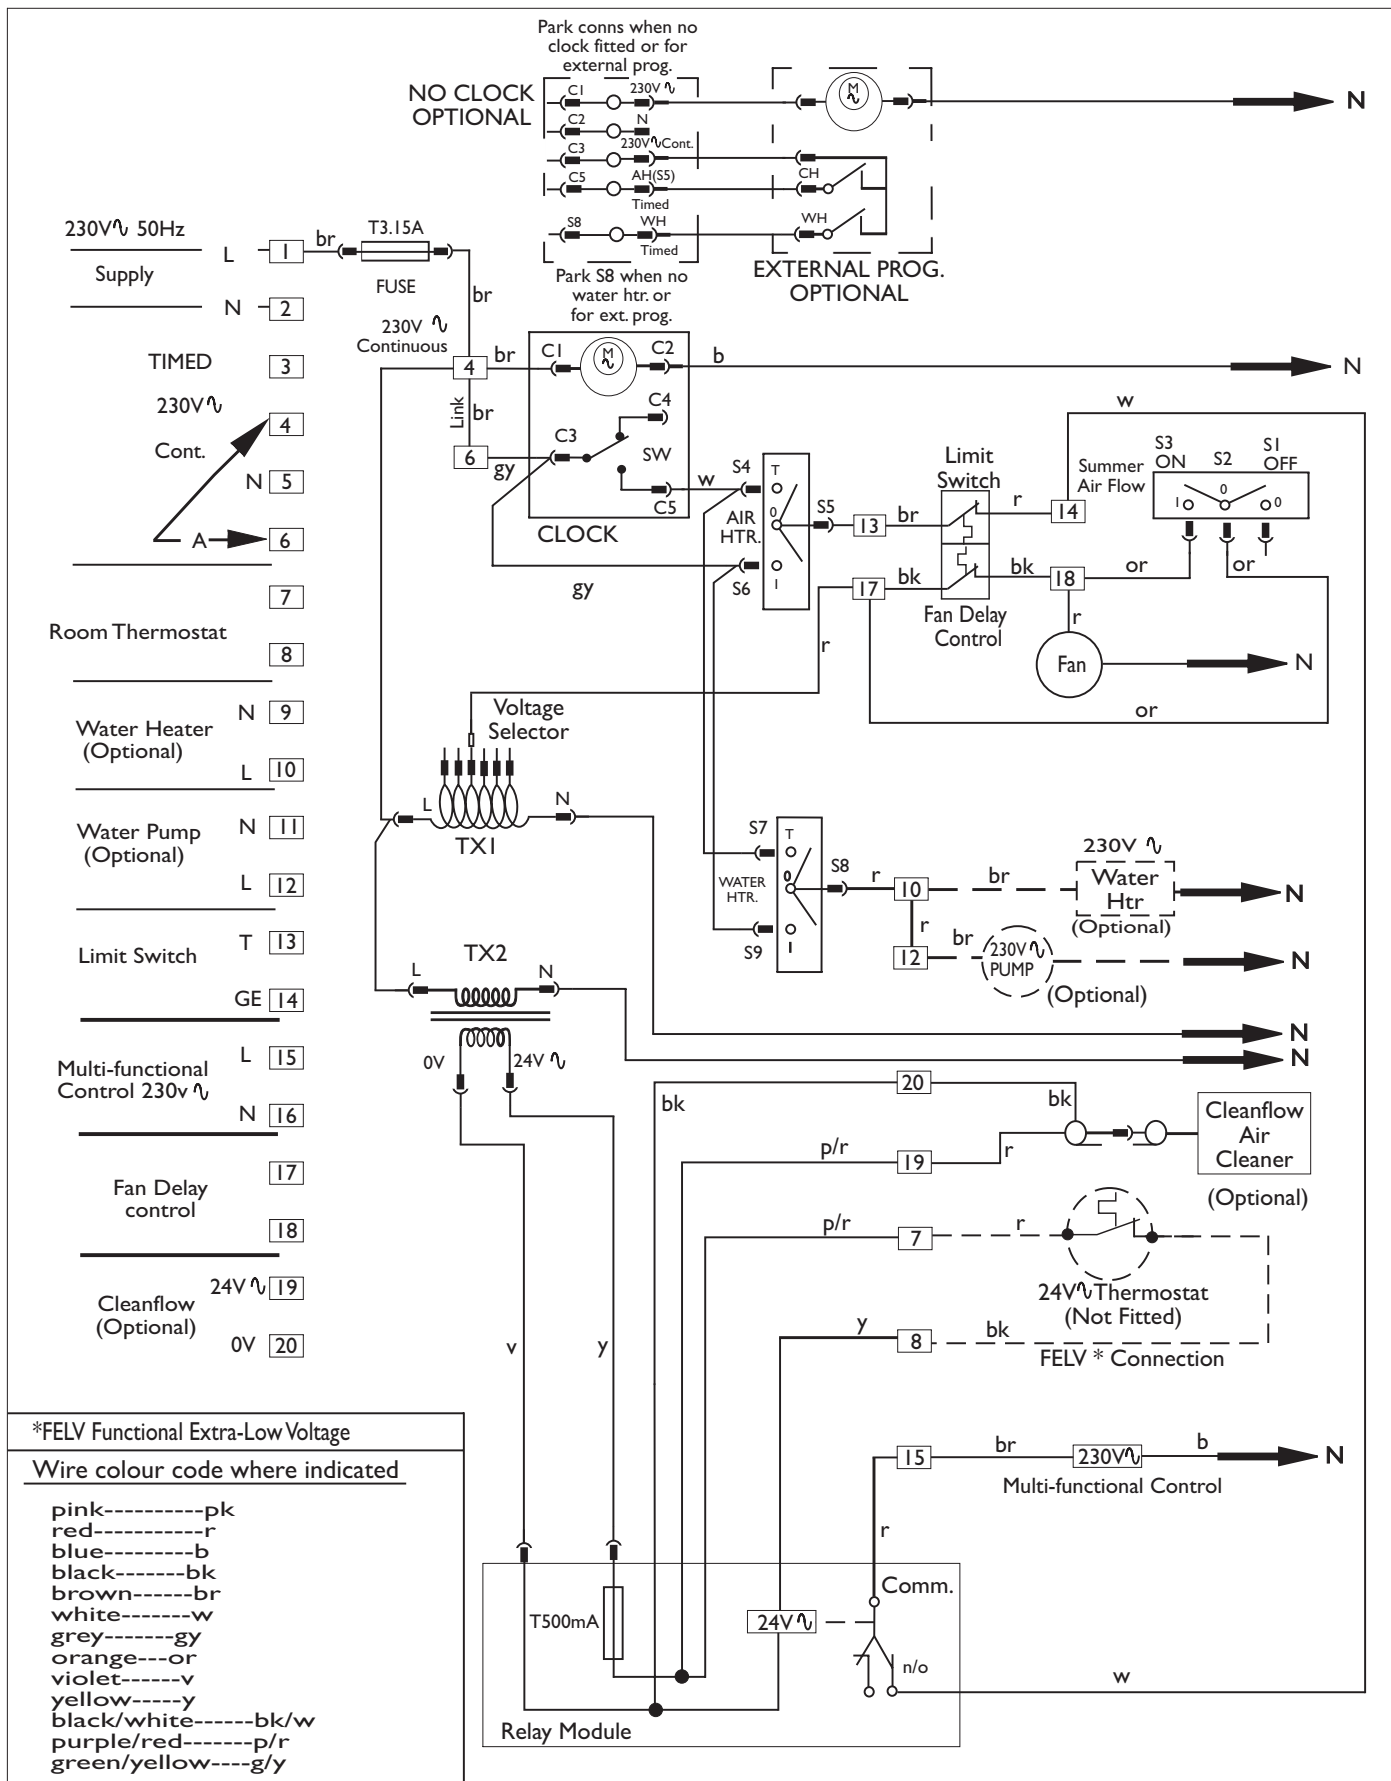 Park conns when no
clock fitted or for
external prog.
NO CLOCK
OPTIONAL
C1
230V
C2
N
C3
230V Cont.
C5
AH(S5)
Timed
S8
WH
Timed
Park S8 when no
water htr. or
for ext. prog.
M
N
CH
WH
EXTERNAL PROG.
OPTIONAL
230V 50Hz
Supply
L
1
br
T3.15A
FUSE
br
N
2
TIMED
3
230V
Cont.
4
N
5
A
6
7
Room Thermostat
8
Water Heater
(Optional)
N
9
L
10
Water Pump
(Optional)
N
11
L
12
Limit Switch
T
13
GE
14
Multi-functional
Control 230v
L
15
N
16
Fan Delay
control
17
18
Cleanflow
(Optional)
24V
19
0V
20
230V
Continuous
4
br
Link
br
6
gy
C1
M
C2
b
N
C4
C3
SW
C5
CLOCK
w
gy
S4
T
AIR
HTR.
0
S5
S6
I
13
br
Limit
Switch
r
14
w
Summer
Air Flow
S3
ON
S2
S1
OFF
I
0
0
or
or
17
bk
bk
18
Fan Delay
Control
r
r
Fan
N
or
Voltage
Selector
L
N
TX1
S7
T
WATER
HTR.
0
S8
S9
I
r
10
br
230V
Water
Htr
(Optional)
N
r
12
br
230V
PUMP
(Optional)
N
TX2
L
N
0V
24V
N
N
bk
20
bk
p/r
19
r
Cleanflow
Air
Cleaner
(Optional)
p/r
7
r
24V Thermostat
(Not Fitted)
y
8
bk
FELV * Connection
v
y
15
br
230V
b
N
Multi-functional Control
r
Comm.
T500mA
24V
n/o
w
Relay Module
*FELV Functional Extra-Low Voltage
Wire colour code where indicated
pink----------pk
red-----------r
blue---------b
black-------bk
brown------br
white-------w
grey-------gy
orange---or
violet------v
yellow-----y
black/white------bk/w
purple/red-------p/r
green/yellow----g/y